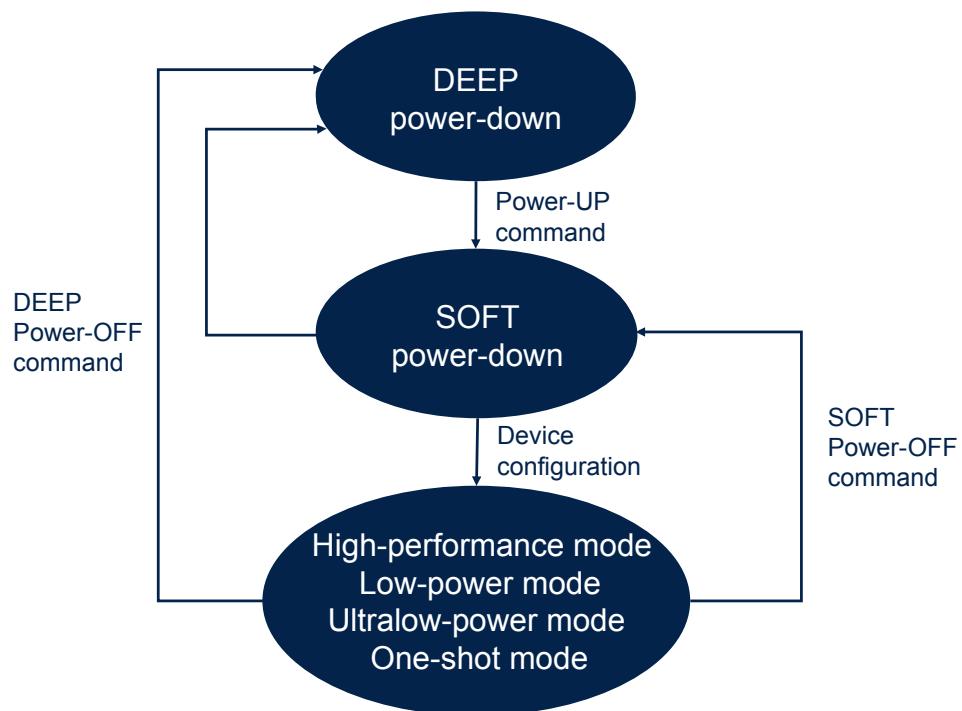 DEEP
power-down
Power-UP
command
DEEP
Power-OFF
command
SOFT
power-down
SOFT
Power-OFF
command
Device
configuration
High-performance mode
Low-power mode
Ultralow-power mode
One-shot mode